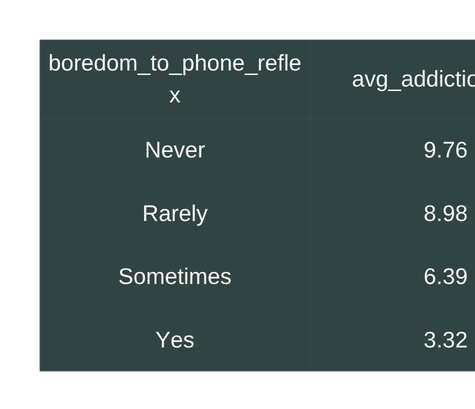 boredom_to_phone_refle
x
avg_addictio
Never 9.76
Rarely 8.98
Sometimes 6.39
Yes 3.32